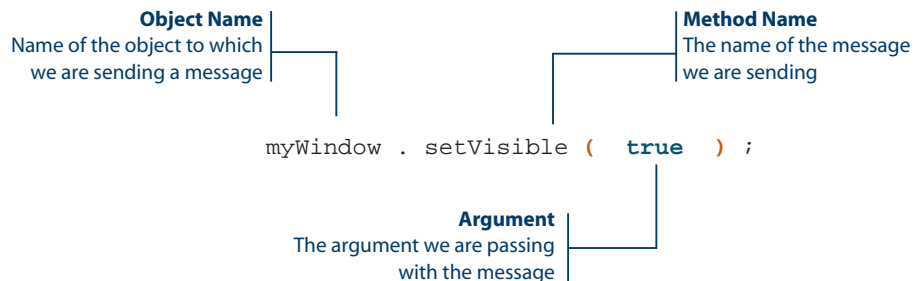 Object Name
Name of the object to which
we are sending a message
Method Name
The name of the message
we are sending
myWindow . setVisible ( true ) ;
Argument
The argument we are passing
with the message